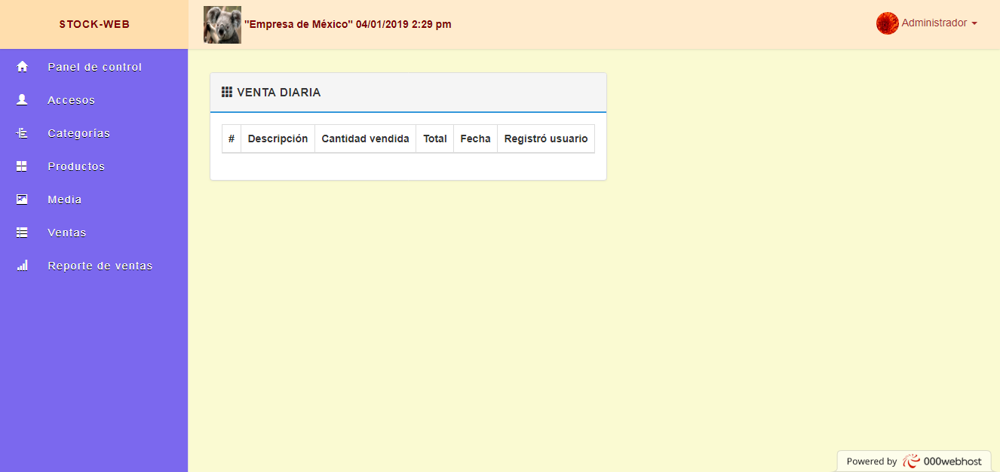 STOCK-WEB
"Empresa de México" 04/01/2019 2:29 pm
Administrador
Panel de control
Accesos
Categorías
Productos
Media
Ventas
Reporte de ventas
VENTA DIARIA
# Descripción Cantidad vendida Total Fecha Registró usuario
Powered by 000webhost